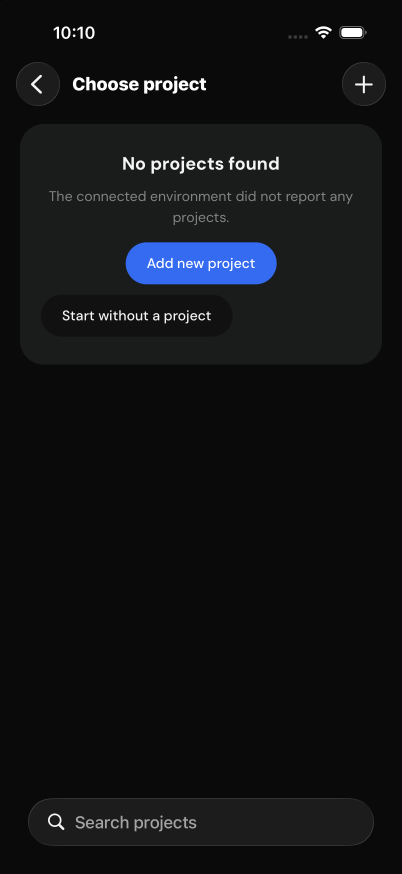 10:10
Choose project
No projects found
The connected environment did not report any
projects.
Add new project
Start without a project
Search projects